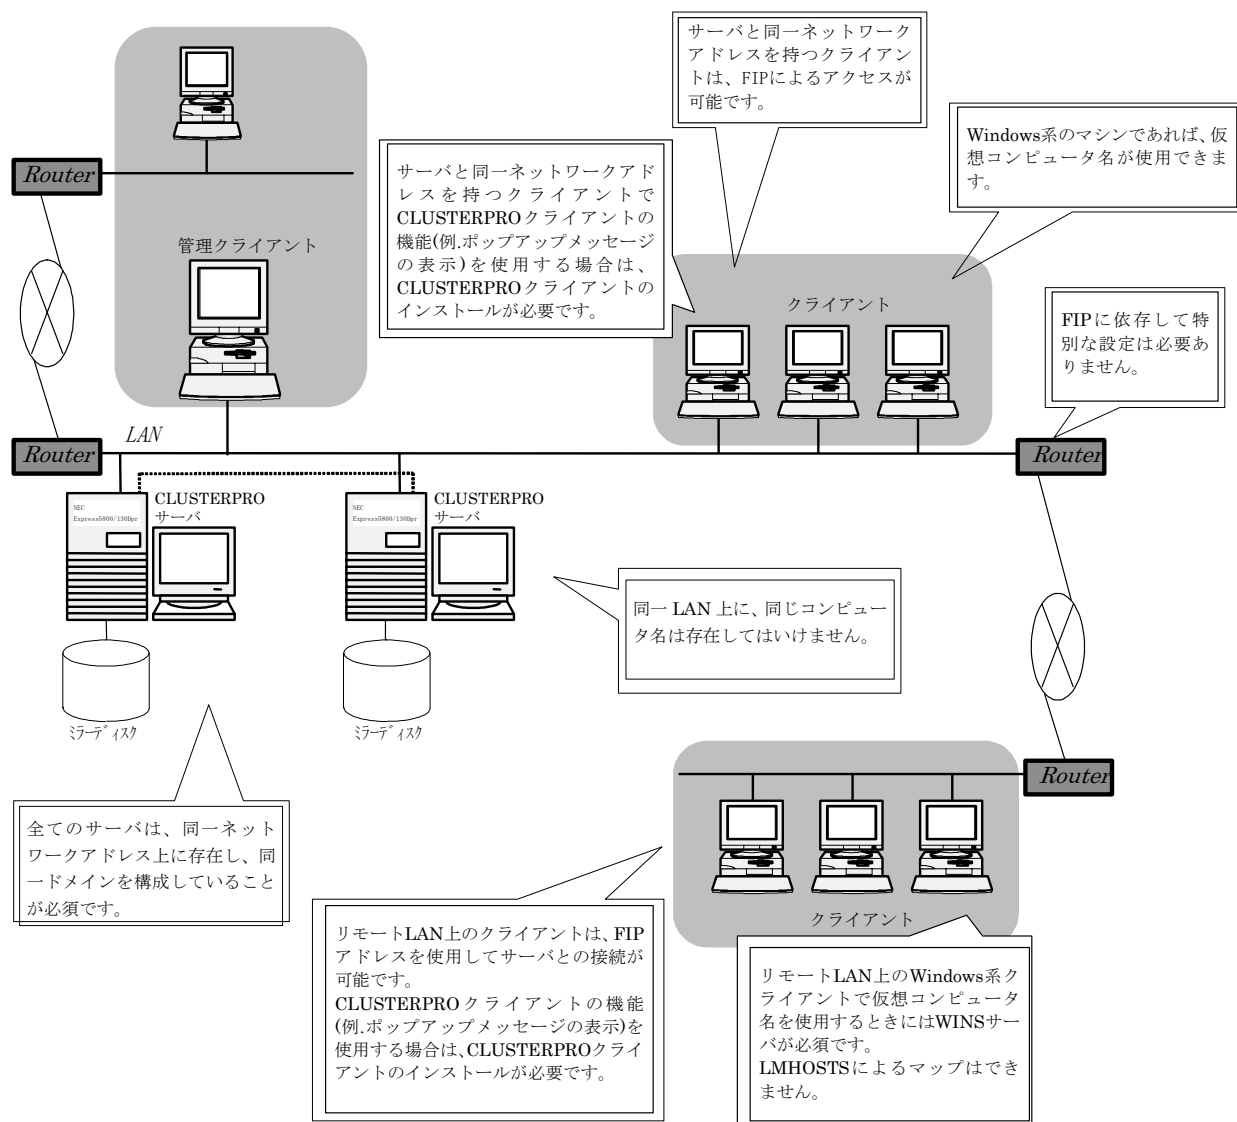 サーバと同一ネットワーク
アドレスを持つクライアン
トは、FIPによるアクセスが
可能です。
Windows系のマシンであれば、仮
想コンピュータ名が使用できま
す。
サーバと同一ネットワークアド
レスを持つクライアントで
CLUSTERPROクライアントの
機能(例.ポップアップメッセージ
の表示)を使用する場合は、
CLUSTERPROクライアントの
インストールが必要です。
Router
管理クライアント
クライアント
FIPに依存して特
別な設定は必要あ
りません。
LAN
Router
Router
CLUSTERPRO
サーバ
NEC
Express5800/130Dpr
CLUSTERPRO
サーバ
NEC
Express5800/130Dpr
同一 LAN 上に、同じコンピュー
タ名は存在してはいけません。
ﾐﾗｰﾃﾞｨｽｸ
ﾐﾗｰﾃﾞｨｽｸ
Router
全てのサーバは、同一ネット
ワークアドレス上に存在し、同
一ドメインを構成していること
が必須です。
クライアント
リモートLAN上のクライアントは、FIP
アドレスを使用してサーバとの接続が
可能です。
CLUSTERPROクライアントの機能
(例.ポップアップメッセージの表示)を
使用する場合は、CLUSTERPROクライ
アントのインストールが必要です。
リモートLAN上のWindows系ク
ライアントで仮想コンピュータ
名を使用するときにはWINSサー
バが必須です。
LMHOSTSによるマップはでき
ません。